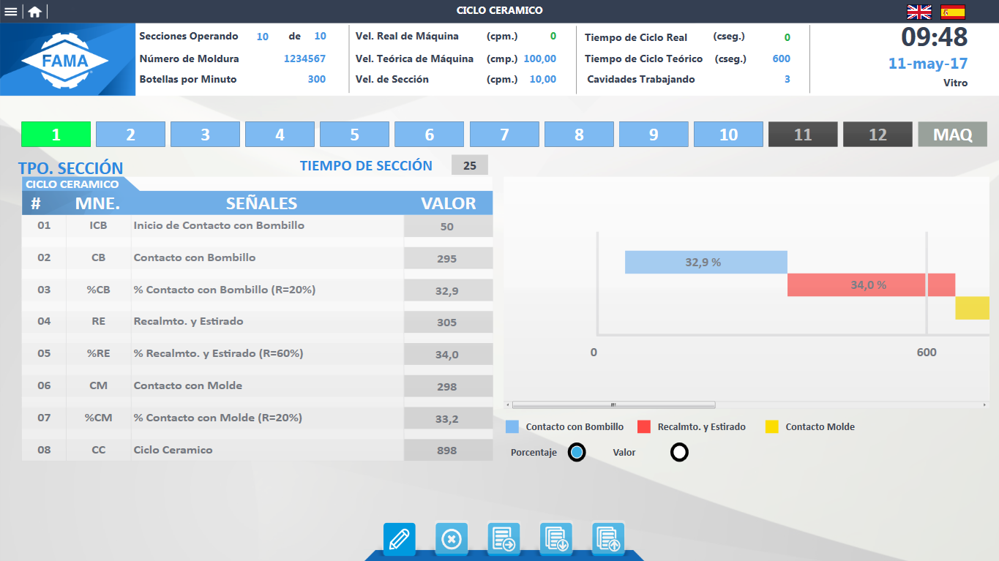 CICLO CERAMICO
FAMA
Secciones Operando 10 de 10
Número de Moldura 1234567
Botellas por Minuto 300
Vel. Real de Máquina (cpm.) 0
Vel. Teórica de Máquina (cmp.) 100,00
Vel. de Sección (cpm.) 10,00
Tiempo de Ciclo Real (cseg.) 0
Tiempo de Ciclo Teórico (cseg.) 600
Cavidades Trabajando 3
09:48
11-may-17
Vitro
1 2 3 4 5 6 7 8 9 10 11 12 MAQ
TPO. SECCIÓN
TIEMPO DE SECCIÓN 25
CICLO CERAMICO
# MNE. SEÑALES VALOR
01 ICB Inicio de Contacto con Bombillo 50
02 CB Contacto con Bombillo 295
03 %CB % Contacto con Bombillo (R=20%) 32,9
04 RE Recalmto. y Estirado 305
05 %RE % Recalmto. y Estirado (R=60%) 34,0
06 CM Contacto con Molde 298
07 %CM % Contacto con Molde (R=20%) 33,2
08 CC Ciclo Ceramico 898
32,9 %
34,0 %
0 600
Contacto con Bombillo Recalmto. y Estirado Contacto Molde
Porcentaje Valor